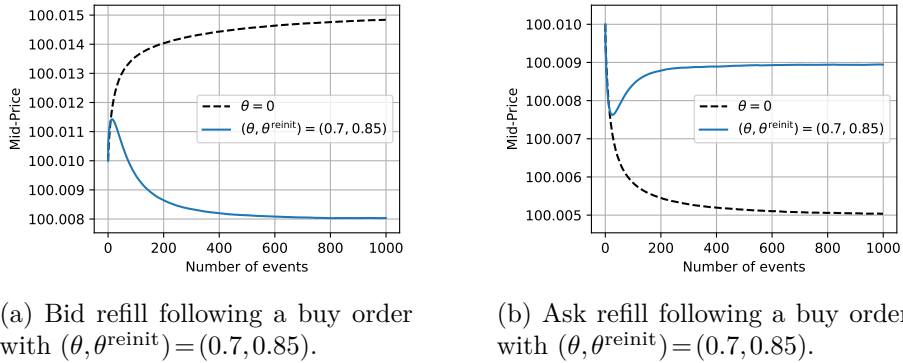 100.015
100.014
100.013
100.012
100.011
100.010
100.009
100.008
Mid-Price
θ = 0
(θ, θ^reinit) = (0.7, 0.85)
0 200 400 600 800 1000
Number of events
100.010
100.009
100.008
100.007
100.006
100.005
Mid-Price
θ = 0
(θ, θ^reinit) = (0.7, 0.85)
0 200 400 600 800 1000
Number of events
(a) Bid refill following a buy order
with (θ, θ^reinit) = (0.7, 0.85).
(b) Ask refill following a buy order
with (θ, θ^reinit) = (0.7, 0.85).